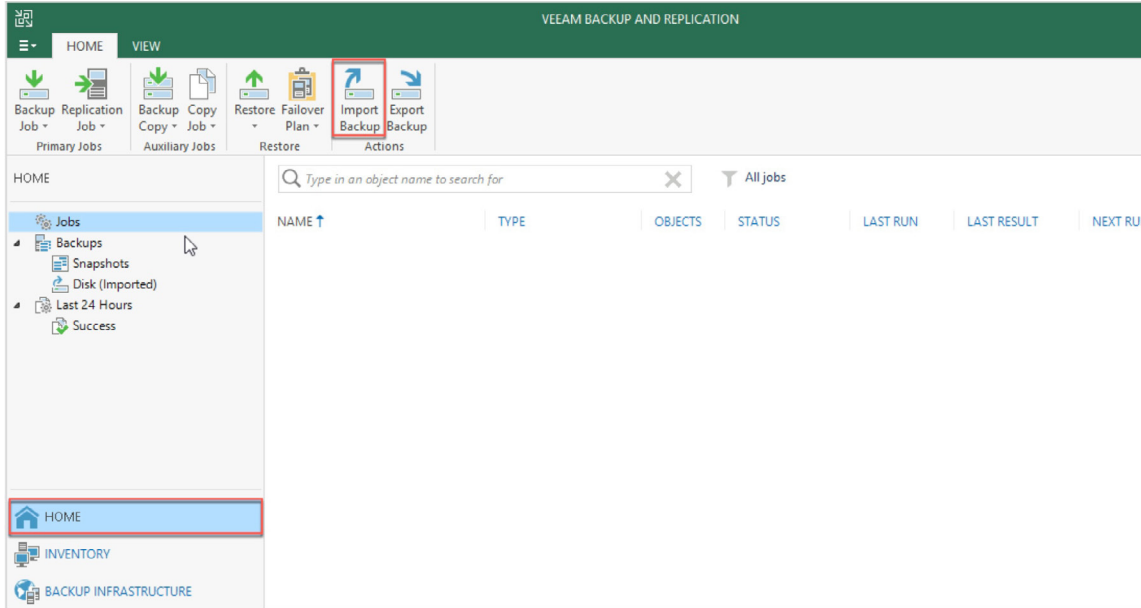 VEEAM BACKUP AND REPLICATION
HOME VIEW
Backup Job
Replication Job
Backup Copy
Copy Job
Restore
Failover Plan
Import Backup
Export Backup
Primary Jobs
Auxiliary Jobs
Restore
Actions
HOME
Type in an object name to search for
All jobs
NAME TYPE OBJECTS STATUS LAST RUN LAST RESULT NEXT RU
Jobs
Backups
Snapshots
Disk (Imported)
Last 24 Hours
Success
HOME
INVENTORY
BACKUP INFRASTRUCTURE